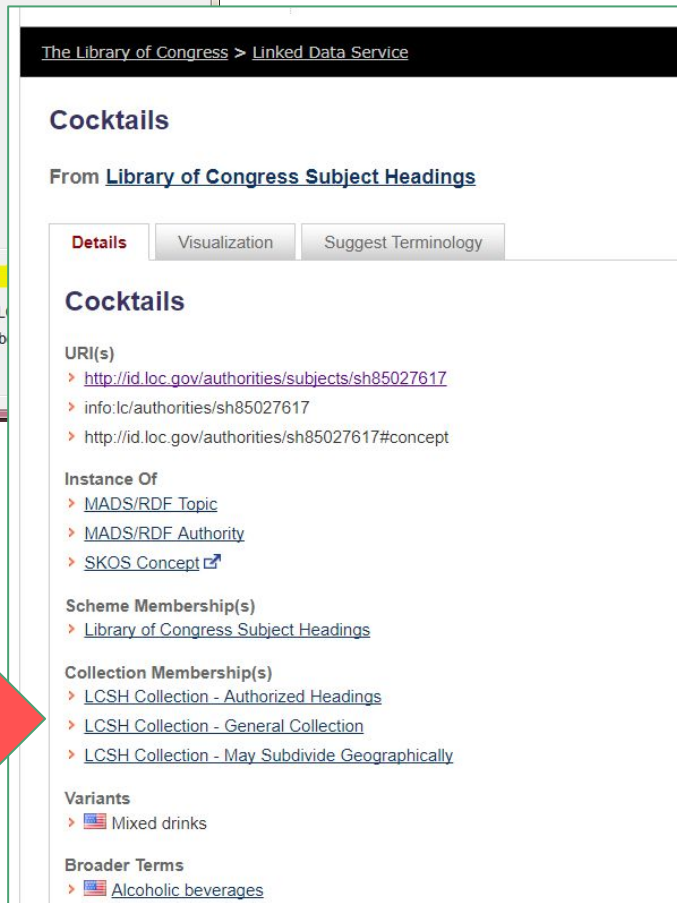 The Library of Congress > Linked Data Service
Cocktails
From Library of Congress Subject Headings
Details Visualization Suggest Terminology
Cocktails
URI(s)
http://id.loc.gov/authorities/subjects/sh85027617
info:lc/authorities/sh85027617
http://id.loc.gov/authorities/sh85027617#concept
Instance Of
MADS/RDF Topic
MADS/RDF Authority
SKOS Concept
Scheme Membership(s)
Library of Congress Subject Headings
Collection Membership(s)
LCSH Collection - Authorized Headings
LCSH Collection - General Collection
LCSH Collection - May Subdivide Geographically
Variants
Mixed drinks
Broader Terms
Alcoholic beverages